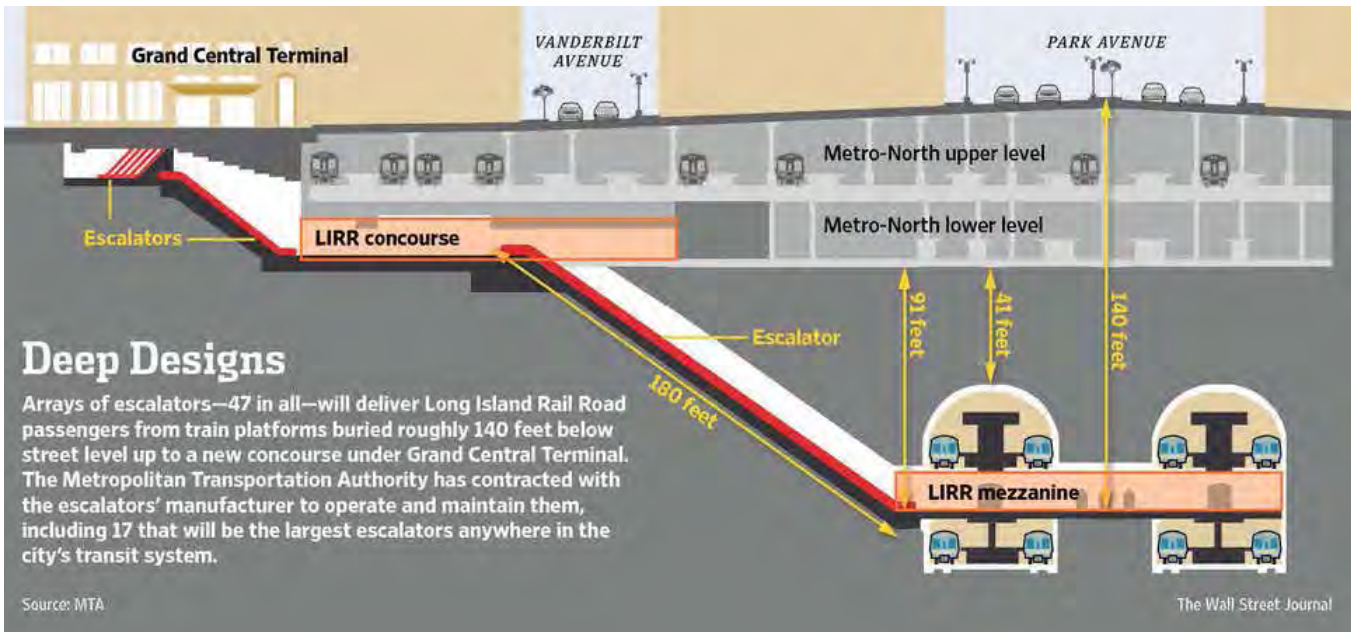 Grand Central Terminal
VANDERBILT
AVENUE
PARK AVENUE
Metro-North upper level
Escalators
LIRR concourse
Metro-North lower level
91 feet
41 feet
140 feet
Escalator
180 feet
LIRR mezzanine
Deep Designs
Arrays of escalators—47 in all—will deliver Long Island Rail Road
passengers from train platforms buried roughly 140 feet below
street level up to a new concourse under Grand Central Terminal.
The Metropolitan Transportation Authority has contracted with
the escalators’ manufacturer to operate and maintain them,
including 17 that will be the largest escalators anywhere in the
city’s transit system.
Source: MTA
The Wall Street Journal